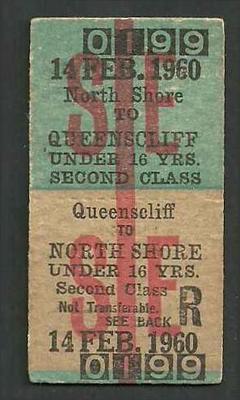 0199
14 FEB. 1960
North Shore
TO
QUEENSCLIFF
UNDER 16 YRS.
SECOND CLASS
Queenscliff
TO
NORTH SHORE
UNDER 16 YRS.
Second Class
Not Transferable.
SEE BACK
R
14 FEB. 1960
0199